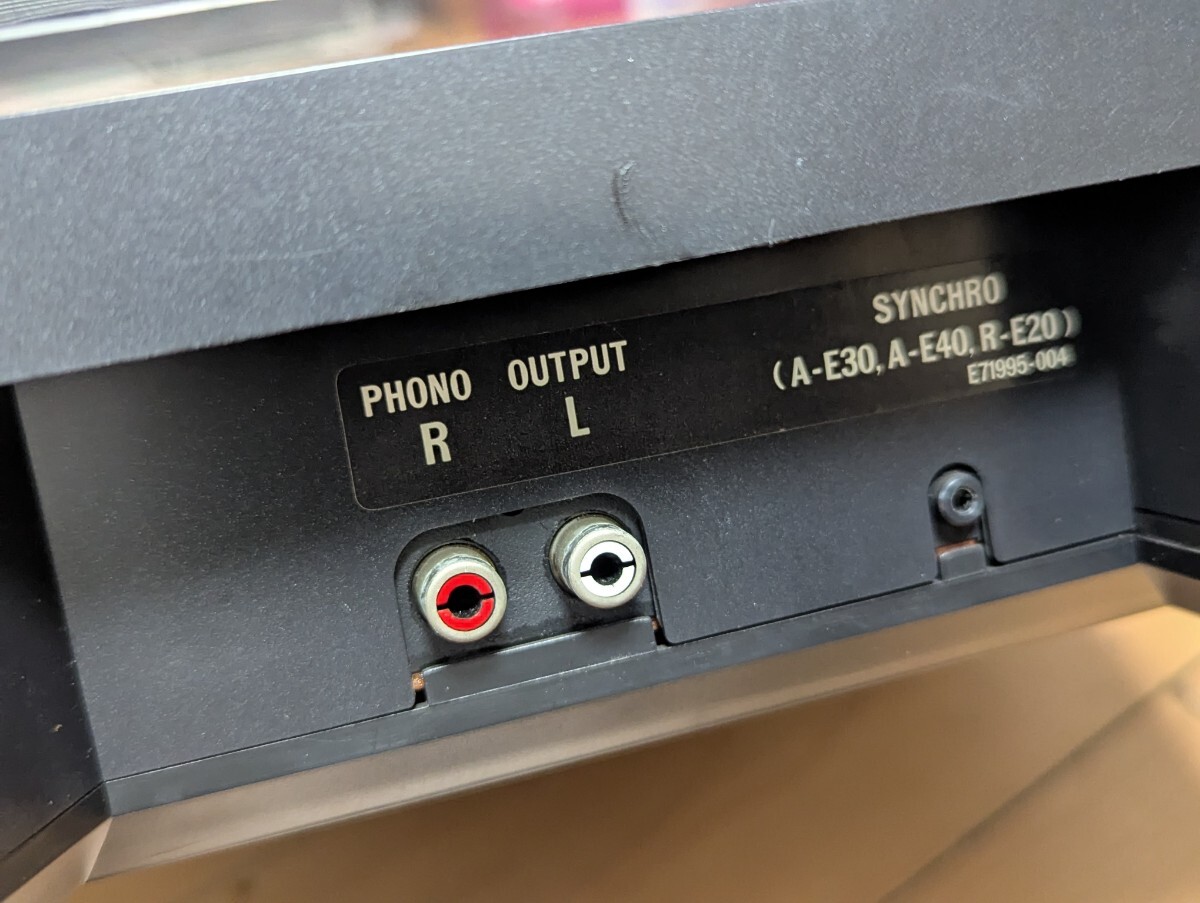 PHONO OUTPUT
R L
SYNCHRO
(A-E30, A-E40, R-E20)
E71995-004